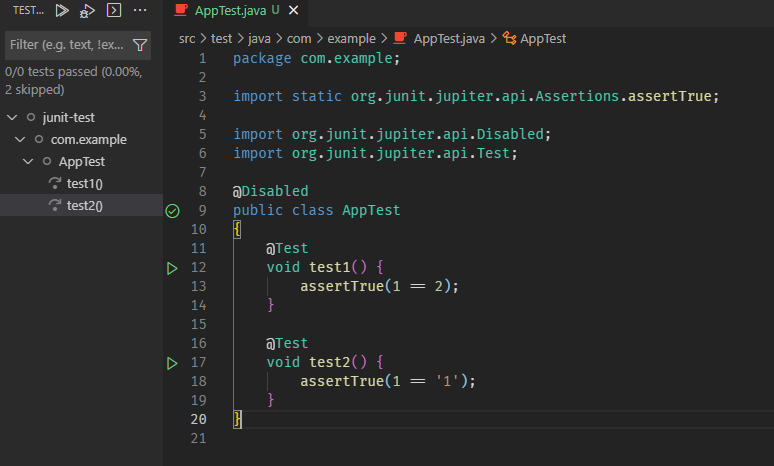 TEST...
Filter (e.g. text, !ex...
0/0 tests passed (0.00%,
2 skipped)
junit-test
com.example
AppTest
test1()
test2()
AppTest.java U
src > test > java > com > example > AppTest.java > AppTest
1 package com.example;
2
3 import static org.junit.jupiter.api.Assertions.assertTrue;
4
5 import org.junit.jupiter.api.Disabled;
6 import org.junit.jupiter.api.Test;
7
8 @Disabled
9 public class AppTest
10 {
11     @Test
12     void test1() {
13         assertTrue(1 == 2);
14     }
15
16     @Test
17     void test2() {
18         assertTrue(1 == '1');
19     }
20 }
21